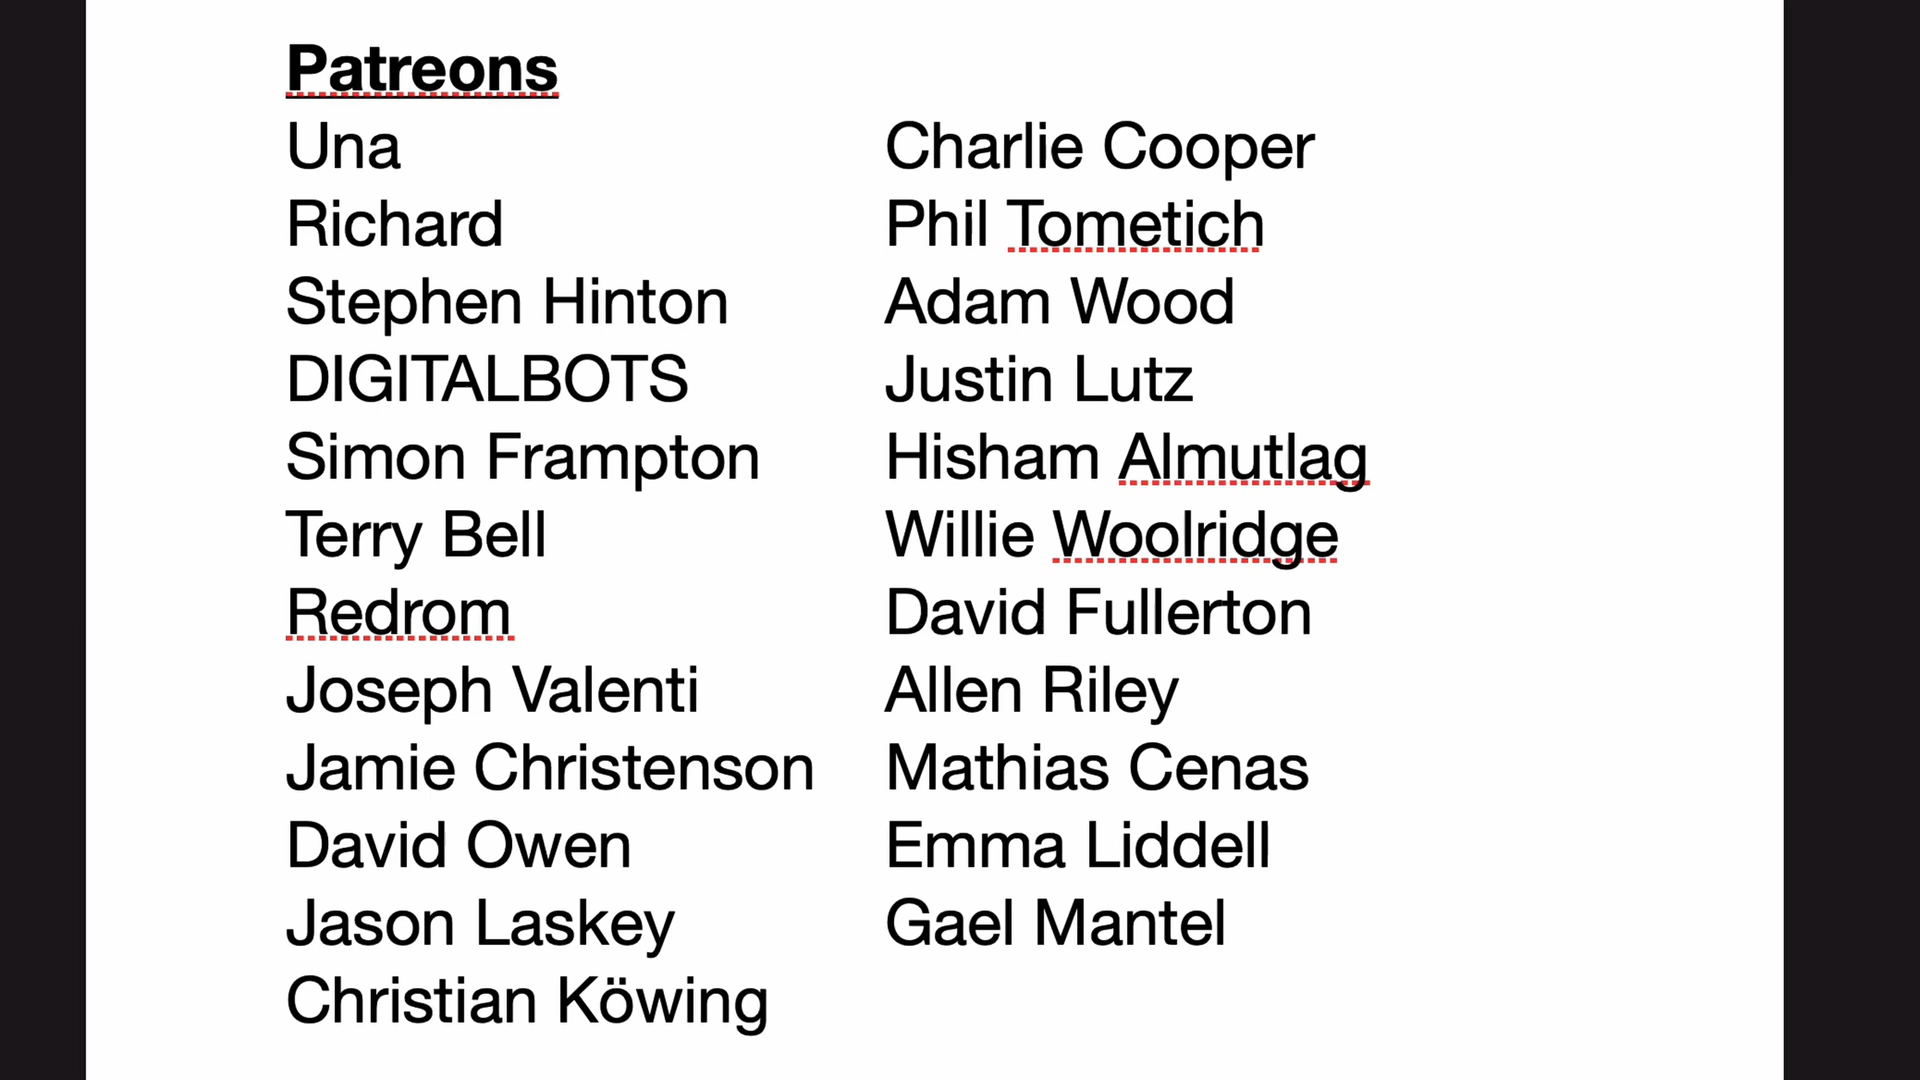 Patreons
Una
Richard
Stephen Hinton
DIGITALBOTS
Simon Frampton
Terry Bell
Redrom
Joseph Valenti
Jamie Christenson
David Owen
Jason Laskey
Christian Köwing
Charlie Cooper
Phil Tometich
Adam Wood
Justin Lutz
Hisham Almutlag
Willie Woolridge
David Fullerton
Allen Riley
Mathias Cenas
Emma Liddell
Gael Mantel